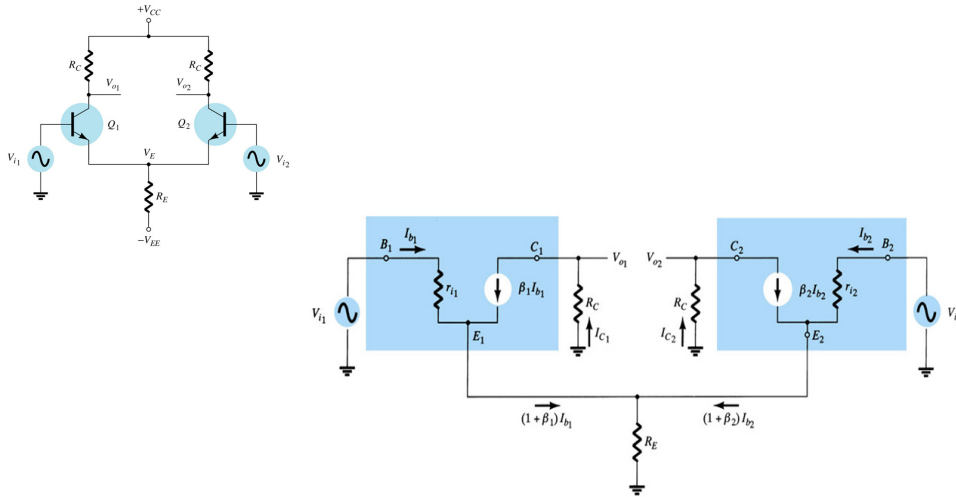 +V_CC
R_C
R_C
V_o1
V_o2
Q_1
Q_2
V_i1
V_E
V_i2
R_E
−V_EE
B_1
I_b1
C_1
V_o1
V_o2
C_2
I_b2
B_2
r_i1
β_1I_b1
R_C
R_C
β_2I_b2
r_i2
V_i1
V_i
E_1
I_C1
I_C2
E_2
(1+β_1)I_b1
(1+β_2)I_b2
R_E